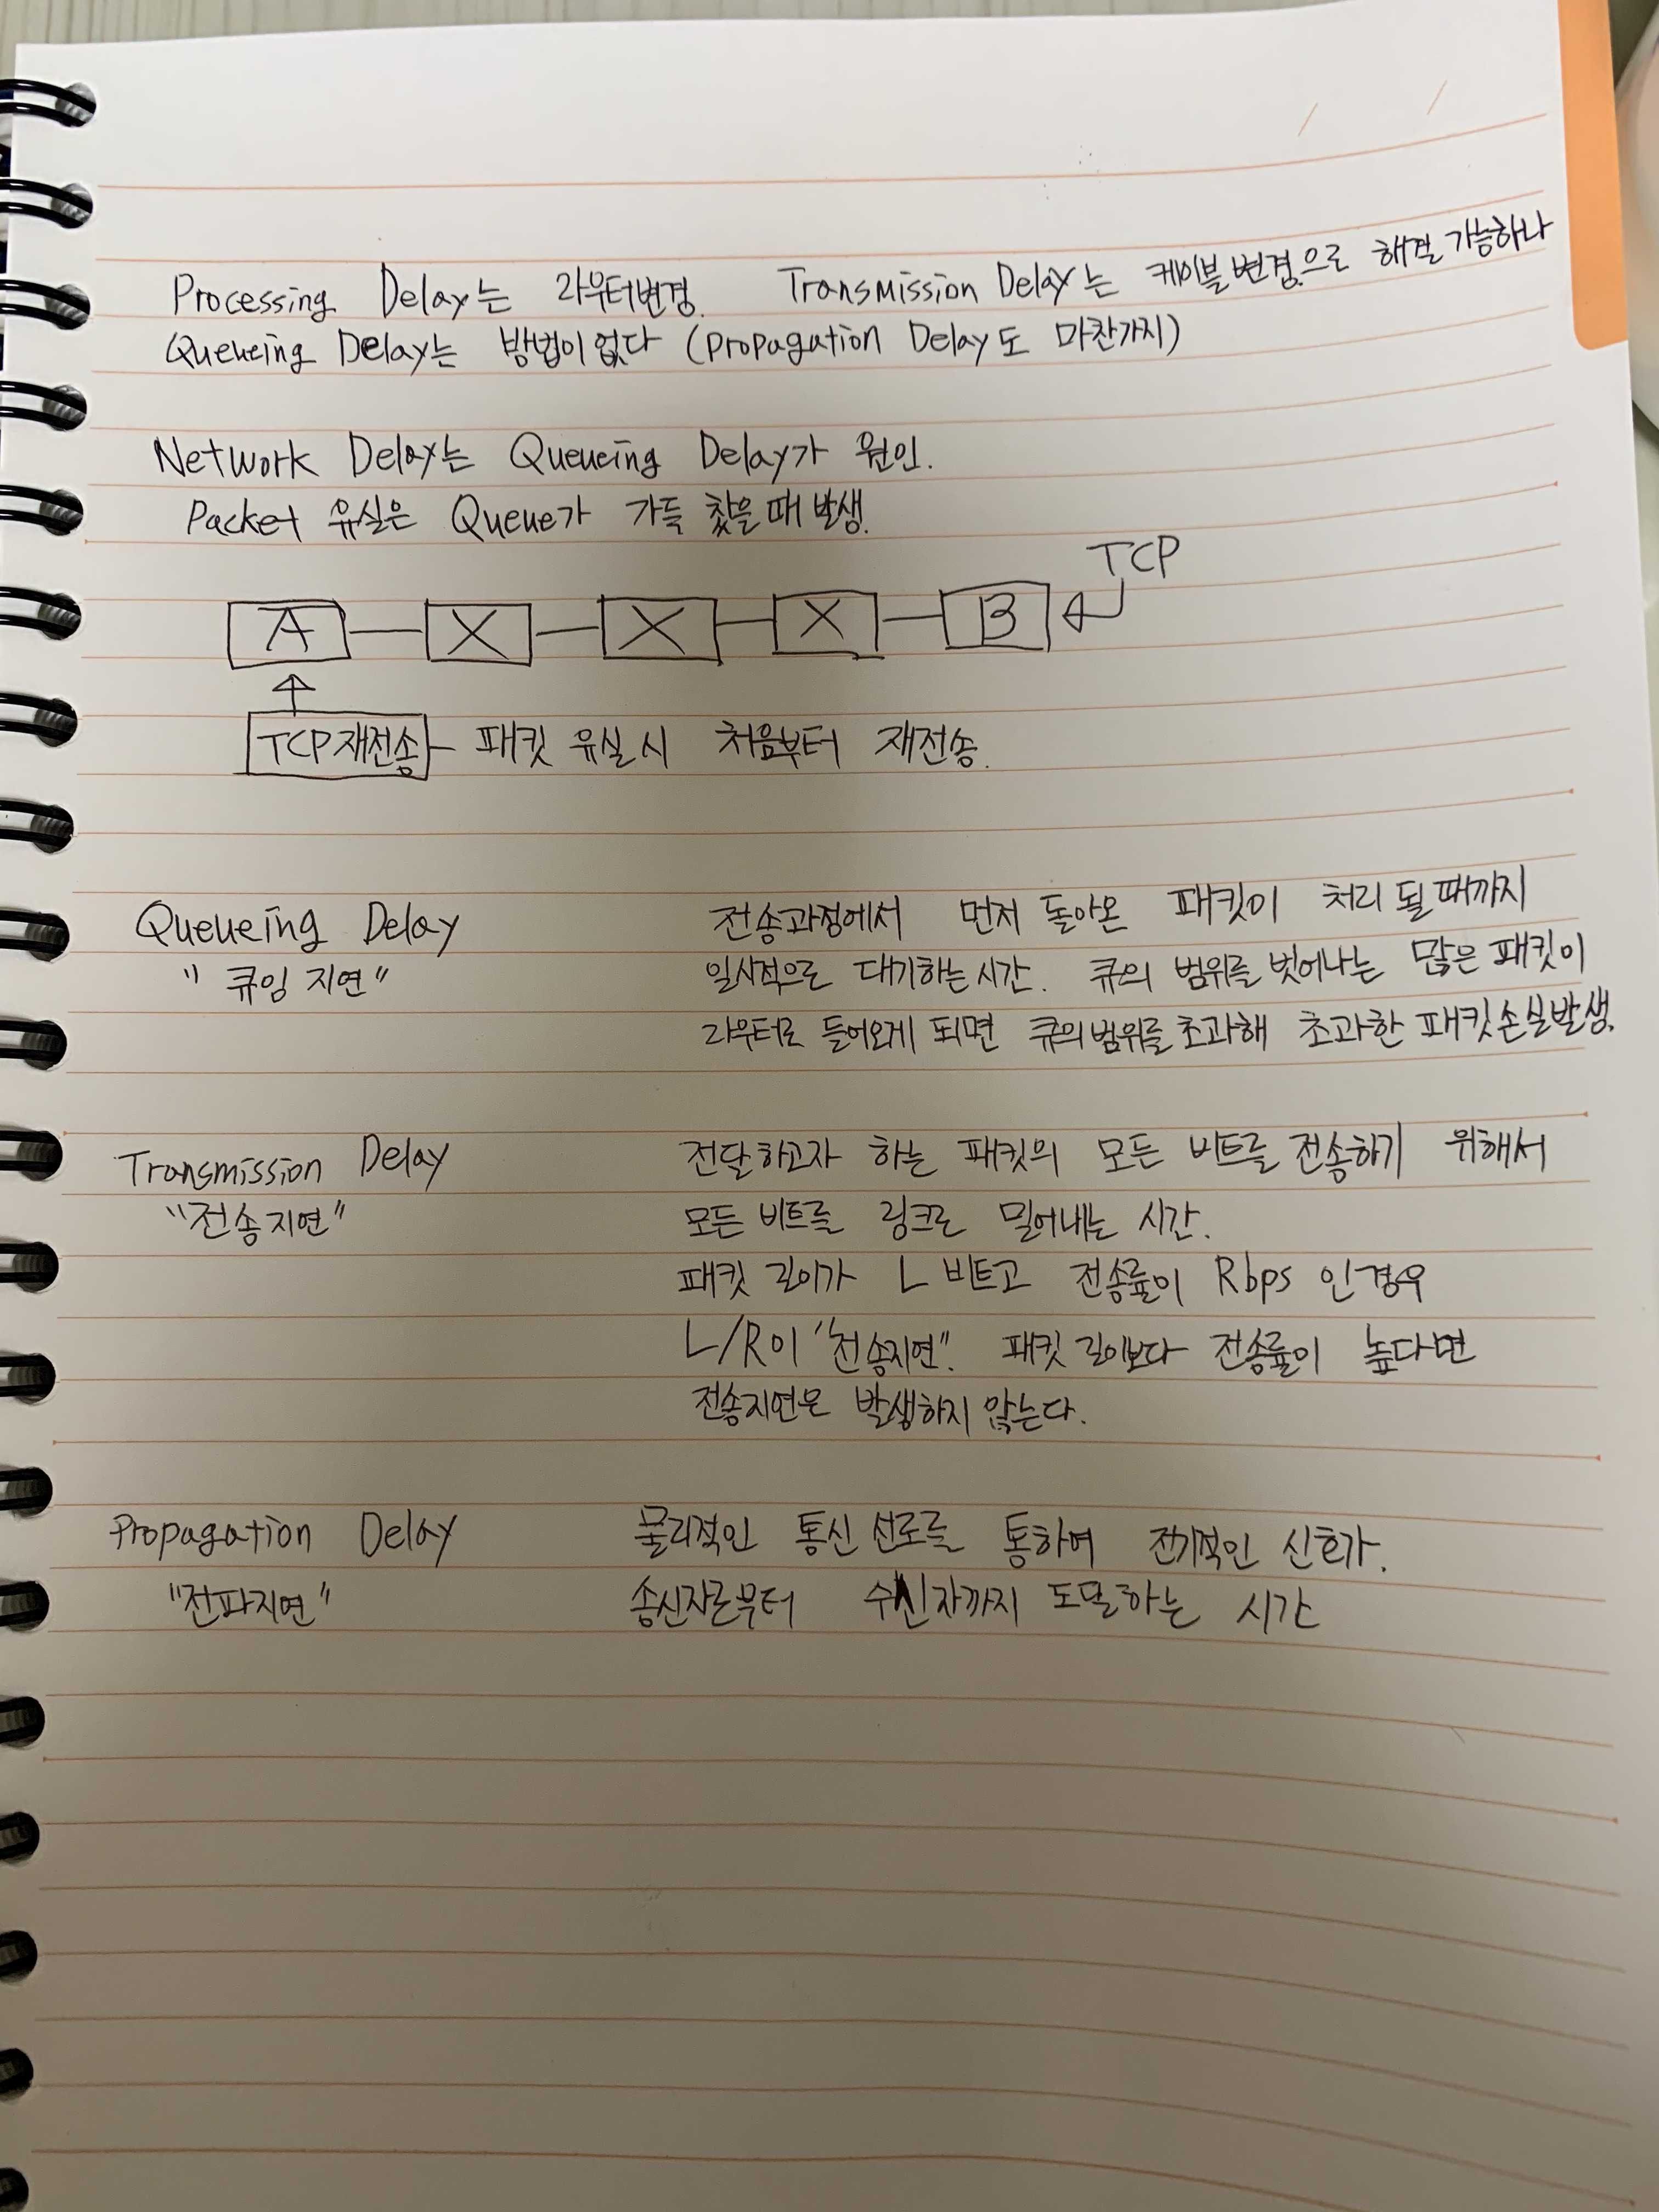 Processing Delay는 라우터변경. Transmission Delay는 케이블변경으로 해결 가능하나
Queueing Delay는 방법이없다 (Propagation Delay도 마찬가지)
Network Delay는 Queueing Delay가 원인.
Packet 유실은 Queue가 가득 찼을때 발생.
TCP
A X X X B
TCP재전송 - 패킷 유실시 처음부터 재전송.
Queueing Delay 전송과정에서 먼저 돌아온 패킷이 처리 될때까지
"큐잉 지연" 일시적으로 대기하는시간. 큐의 범위를 벗어나는 많은 패킷이
라우터로 들어오게 되면 큐의범위를초과해 초과한 패킷손실발생.
Transmission Delay 전달하고자 하는 패킷의 모든 비트를 전송하기 위해서
"전송지연" 모든 비트를 링크로 밀어내는 시간.
패킷 길이가 L 비트고 전송률이 Rbps 인경우
L/R이 "전송지연". 패킷 길이보다 전송률이 높다면
전송지연은 발생하지 않는다.
Propagation Delay 물리적인 통신 선로를 통하여 전기적인 신호가.
"전파지연" 송신자로부터 수신자까지 도달하는 시간